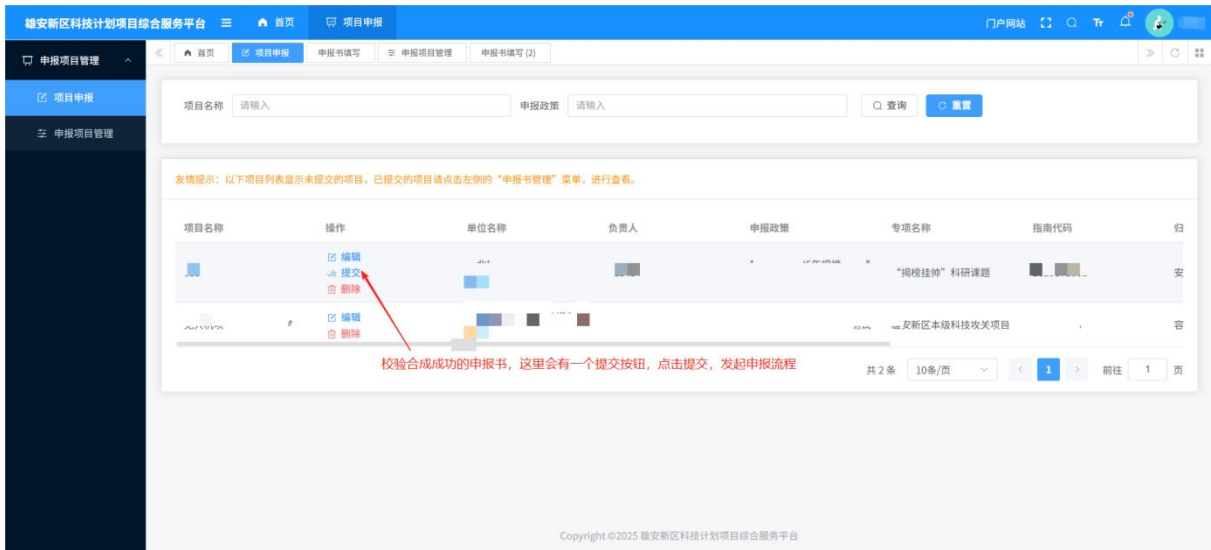 雄安新区科技计划项目综合服务平台 首页 项目申报 门户网站
申报项目管理 首页 项目申报 申报书填写 申报项目管理 申报书填写 (2)
项目申报
申报项目管理
项目名称 请输入 申报政策 请输入 查询 重置
友情提示：以下项目列表显示未提交的项目，已提交的项目请点击左侧的“申报书管理”菜单，进行查看。
项目名称 操作 单位名称 负责人 申报政策 专项名称 指南代码 归
编辑
提交 “揭榜挂帅”科研课题 安
删除
编辑 安新区本级科技攻关项目 容
删除
校验合成成功的申报书，这里会有一个提交按钮，点击提交，发起申报流程
共 2 条 10条/页 1 前往 1 页
Copyright ©2025 雄安新区科技计划项目综合服务平台